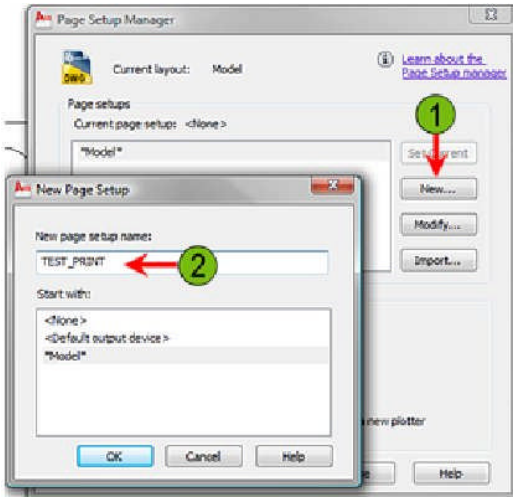 Page Setup Manager
Current layout: Model
Learn about the
Page Setup manager
DWG
Page setups
Current page setup: <None>
*Model*
1
New...
Modify...
Import...
New Page Setup
New page setup name:
TEST_PRINT
2
Start with:
<None>
<Default output device>
*Model*
OK
Cancel
Help
new plotter
Help